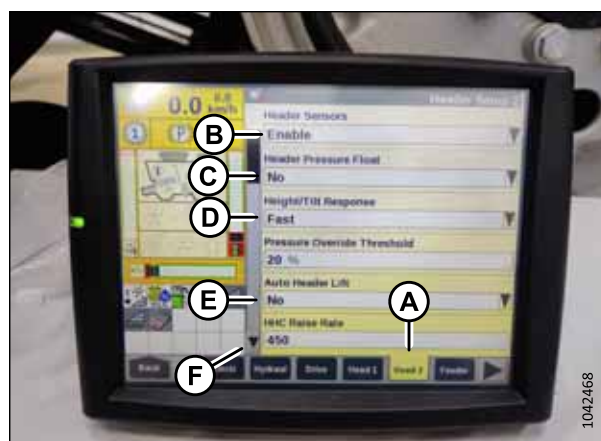 0.0 km/h
Header Setup 2
1
P
Header Sensors
B
Enable
Header Pressure Float
C
No
Height/Tilt Response
D
Fast
Pressure Override Threshold
20 %
Auto Header Lift
E
No
A
HHC Raise Rate
450
F
Back
Hydraul
Drive
Head 1
Head 2
Feeder
1042468